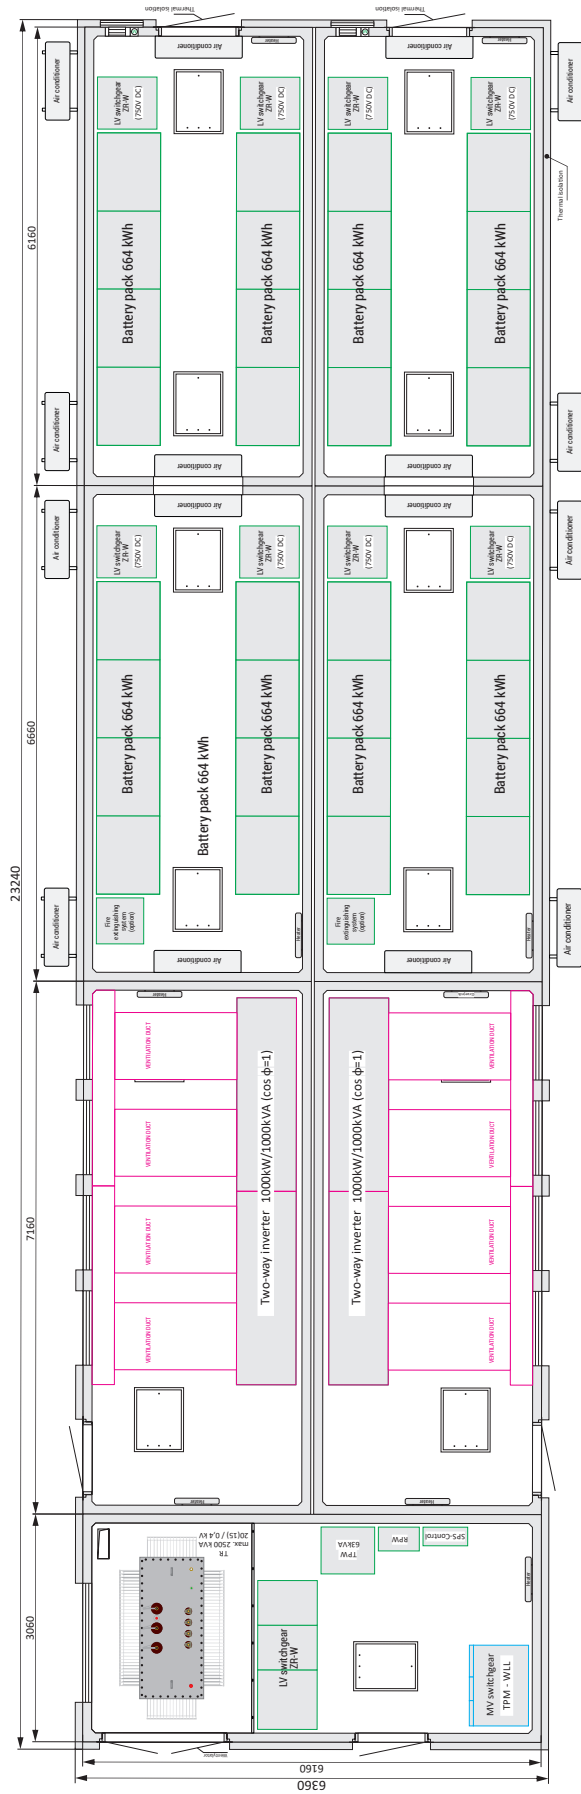 Thermal isolation
Thermal isolation
Air conditioner
Air conditioner
Heater
Air conditioner
Heater
Air conditioner
LV switchgear
ZR-W
(750V DC)
LV switchgear
ZR-W
(750V DC)
LV switchgear
ZR-W
(750V DC)
LV switchgear
ZR-W
(750V DC)
Thermal isolation
6160
Battery pack 664 kWh
Battery pack 664 kWh
Battery pack 664 kWh
Battery pack 664 kWh
Air conditioner
Air conditioner
Air conditioner
Air conditioner
Air conditioner
Air conditioner
Air conditioner
Air conditioner
LV switchgear
ZR-W
(750V DC)
LV switchgear
ZR-W
(750V DC)
LV switchgear
ZR-W
(750V DC)
LV switchgear
ZR-W
(750V DC)
6660
Battery pack 664 kWh
Battery pack 664 kWh
Battery pack 664 kWh
Battery pack 664 kWh
Battery pack 664 kWh
23240
Air conditioner
Fire
extinguishing
system
(option)
Heater
Fire
extinguishing
system
(option)
Heater
Air conditioner
Air conditioner
Air conditioner
Heater
VENTILATION DUCT
VENTILATION DUCT
VENTILATION DUCT
VENTILATION DUCT
Two-way inverter 1000kW/1000kVA (cos ф=1)
Two-way inverter 1000kW/1000kVA (cos ф=1)
VENTILATION DUCT
VENTILATION DUCT
VENTILATION DUCT
VENTILATION DUCT
7160
Heater
Heater
TR
max. 2500 kVA
20(15) / 0,4 kV
TPW
63kVA
RPW
SPS-Control
Heater
3060
LV switchgear
ZR-W
MV switchgear
TPM - WLL
6160
6360